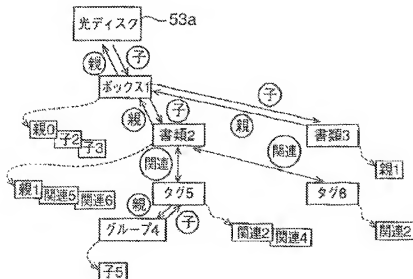 光ディスク 53a
親 子
ボックス1
親0 子2 子3
親 子
子
親
書類2
書類3
親1
関連
関連
親1 関連5 関連6
タグ5
タグ6
親 子
グループ4
関連2 関連4
関連2
子5